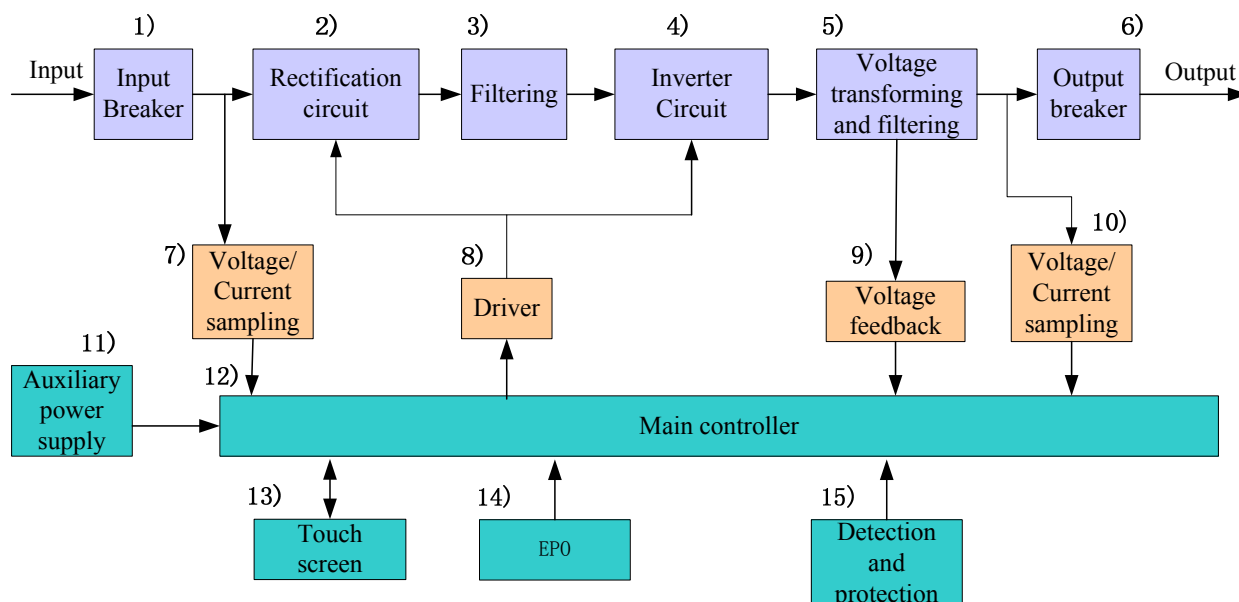 1)
2)
3)
4)
5)
6)
Input
Input
Breaker
Rectification
circuit
Filtering
Inverter
Circuit
Voltage
transforming
and filtering
Output
breaker
Output
7)
Voltage/
Current
sampling
8)
Driver
9)
Voltage
feedback
10)
Voltage/
Current
sampling
11)
Auxiliary
power
supply
12)
Main controller
13)
Touch
screen
14)
EPO
15)
Detection
and
protection